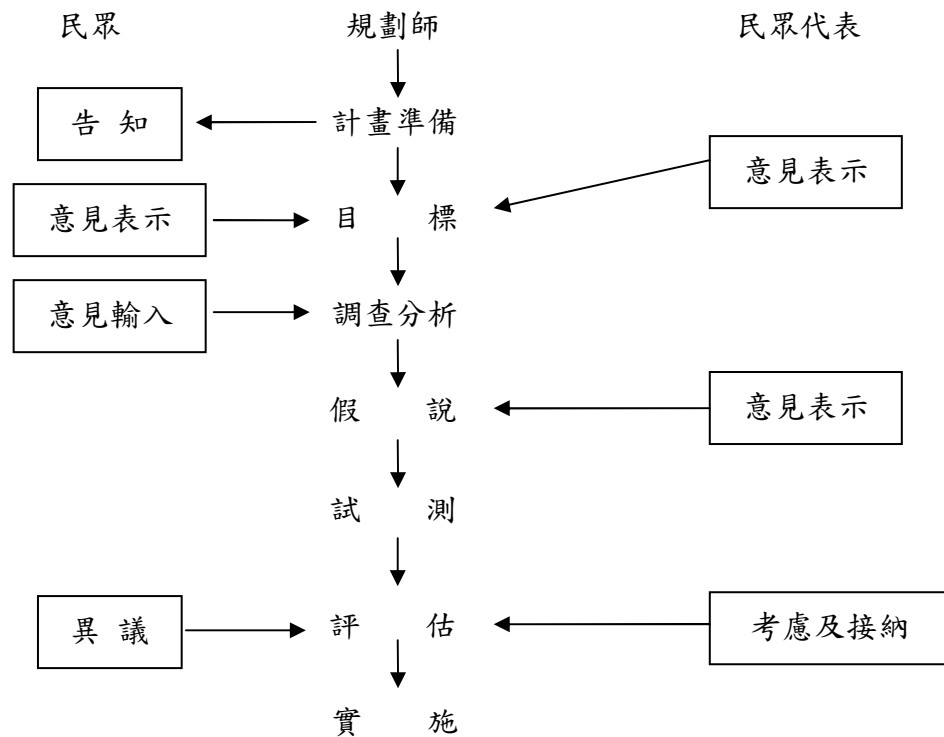 民眾 規劃師 民眾代表
告 知 計畫準備
意見表示
意見表示 目 標
意見輸入 調查分析
假 說 意見表示
試 測
異 議 評 估 考慮及接納
實 施